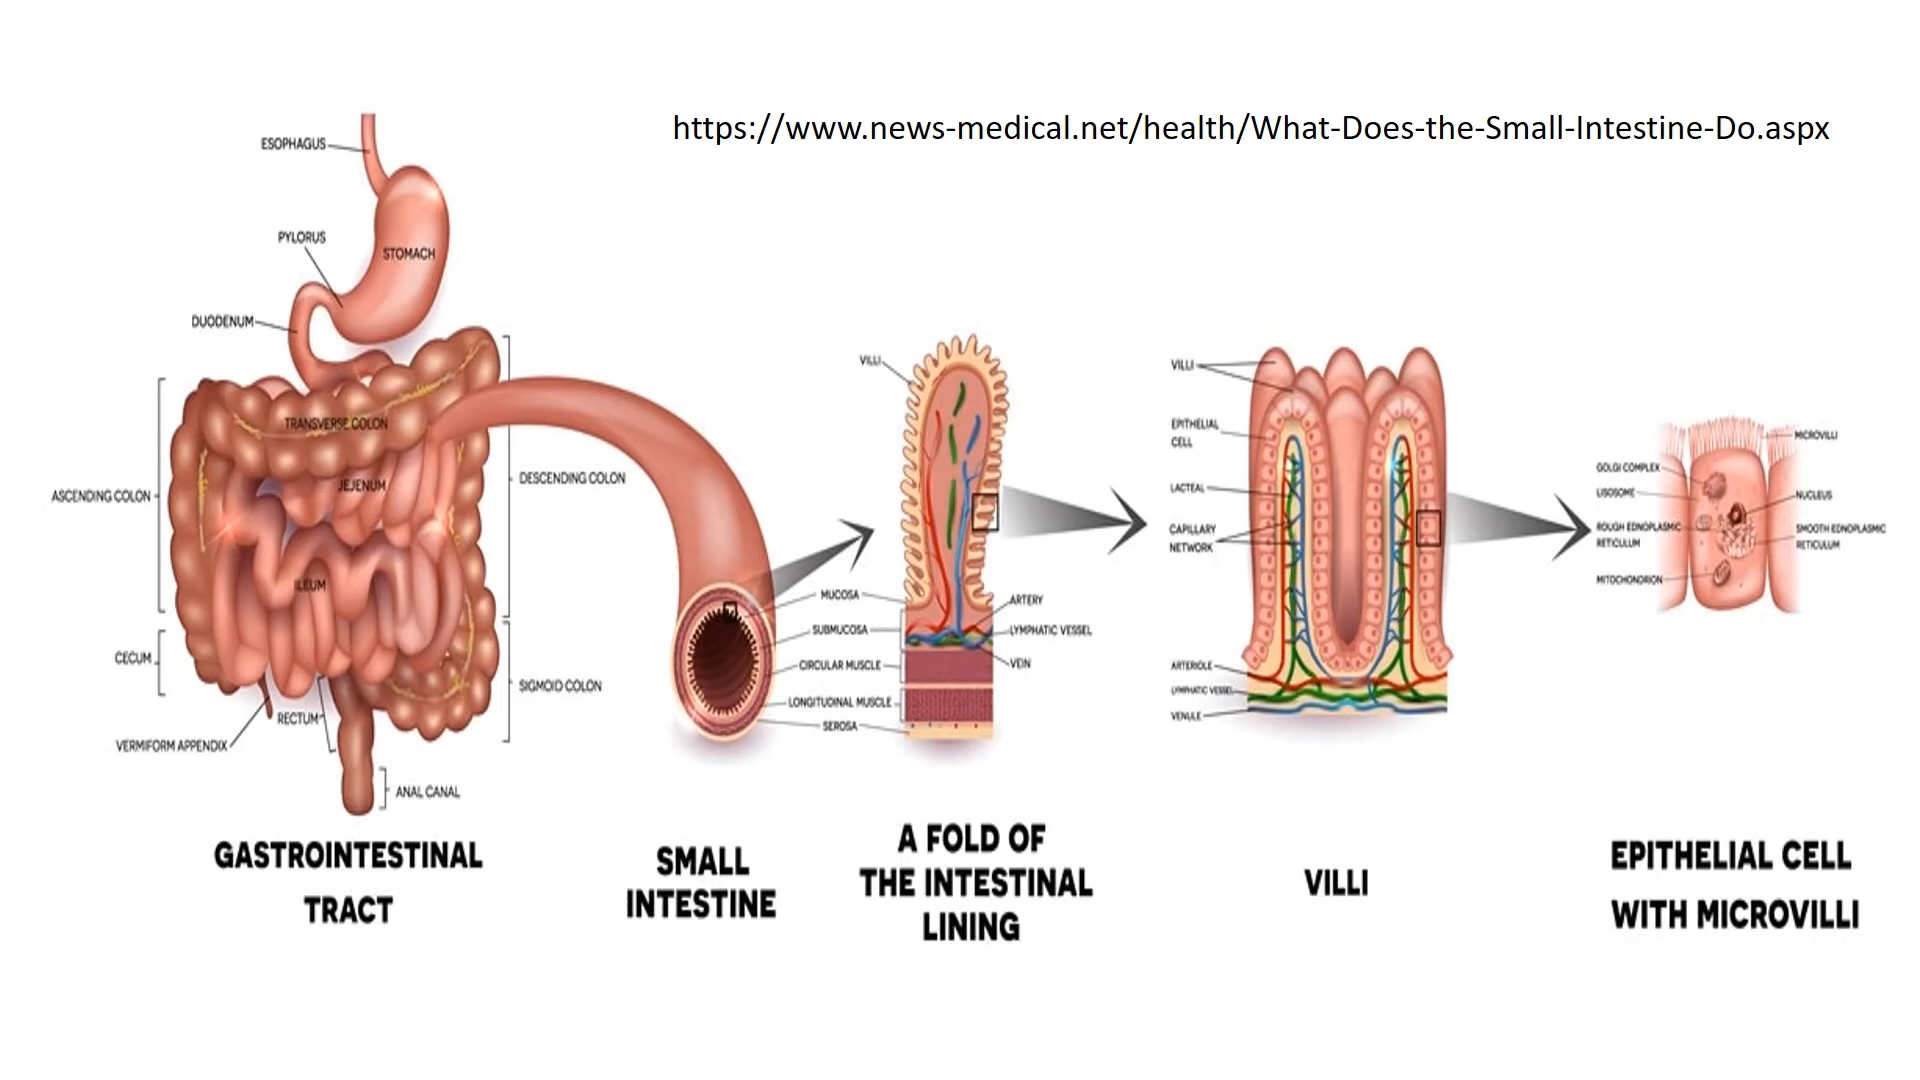 https://www.news-medical.net/health/What-Does-the-Small-Intestine-Do.aspx
ESOPHAGUS
PYLORUS
STOMACH
DUODENUM
TRANSVERSE COLON
JEJENUM
ASCENDING COLON
DESCENDING COLON
ILEUM
CECUM
SIGMOID COLON
RECTUM
VERMIFORM APPENDIX
ANAL CANAL
GASTROINTESTINAL
TRACT
MUCOSA
SUBMUCOSA
CIRCULAR MUSCLE
LONGITUDINAL MUSCLE
SEROSA
SMALL
INTESTINE
VILLI
ARTERY
LYMPHATIC VESSEL
VEIN
A FOLD OF
THE INTESTINAL
LINING
VILLI
EPITHELIAL
CELL
LACTEAL
CAPILLARY
NETWORK
ARTERIOLE
LYMPHATIC VESSEL
VENULE
VILLI
MICROVILLI
GOLGI COMPLEX
LISOSOME
NUCLEUS
ROUGH EDNOPLASMIC
RETICULUM
SMOOTH EDNOPLASMIC
RETICULUM
MITOCHONDRION
EPITHELIAL CELL
WITH MICROVILLI